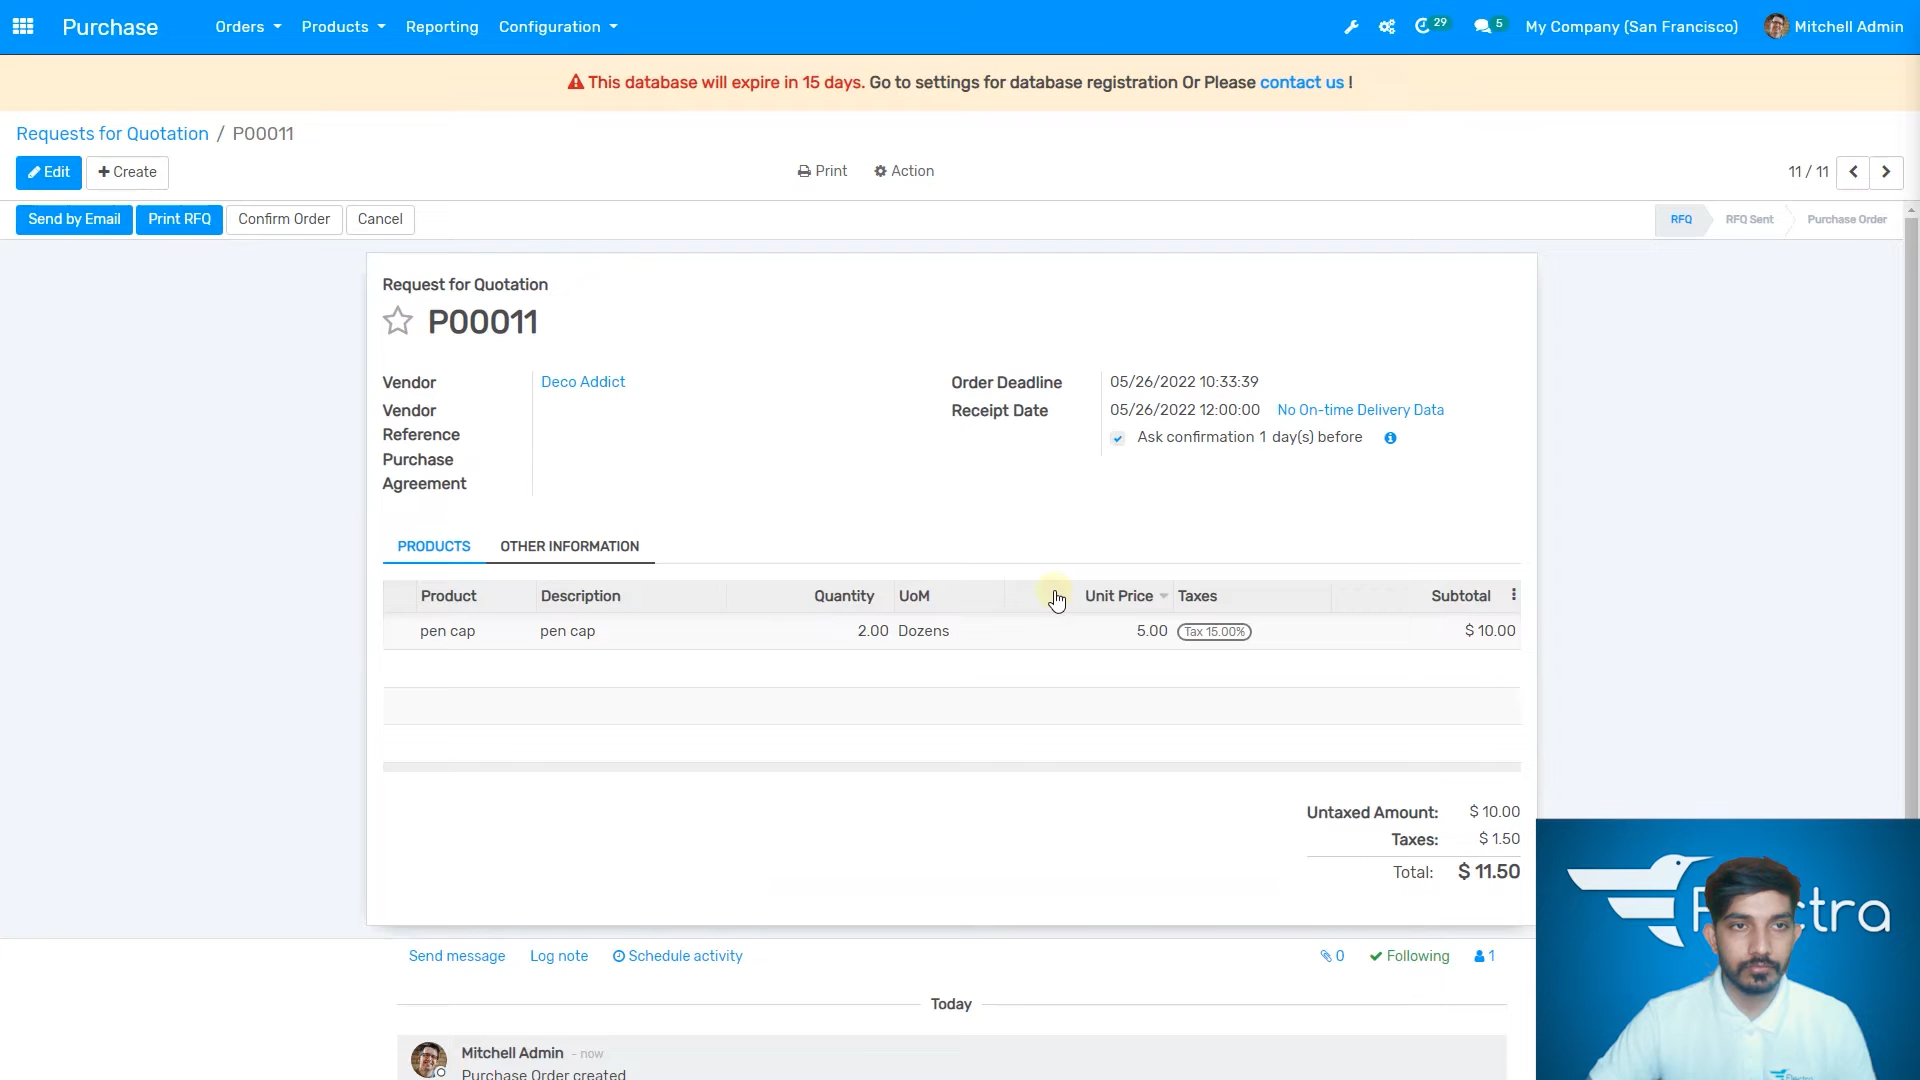 Purchase Orders Products Reporting Configuration 29 5 My Company (San Francisco) Mitchell Admin
This database will expire in 15 days. Go to settings for database registration Or Please contact us !
Requests for Quotation / P00011
Edit Create Print Action 11 / 11
Send by Email Print RFQ Confirm Order Cancel RFQ RFQ Sent Purchase Order
Request for Quotation
P00011
Vendor Deco Addict Order Deadline 05/26/2022 10:33:39
Vendor Reference Receipt Date 05/26/2022 12:00:00 No On-time Delivery Data
Ask confirmation 1 day(s) before
Purchase Agreement
PRODUCTS OTHER INFORMATION
Product Description Quantity UoM Unit Price Taxes Subtotal
pen cap pen cap 2.00 Dozens 5.00 Tax 15.00% $ 10.00
Untaxed Amount: $ 10.00
Taxes: $ 1.50
Total: $ 11.50
Send message Log note Schedule activity 0 Following 1
Today
Mitchell Admin - now
Purchase Order created